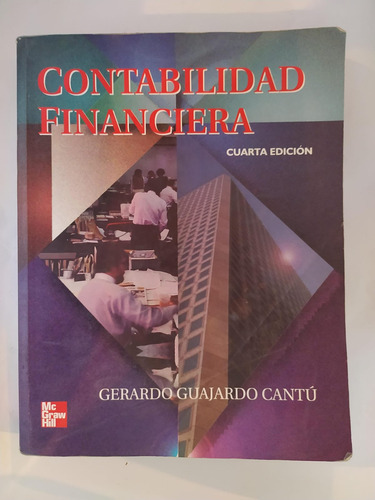 CONTABILIDAD
FINANCIERA
CUARTA EDICIÓN
GERARDO GUAJARDO CANTÚ
Mc
Graw
Hill